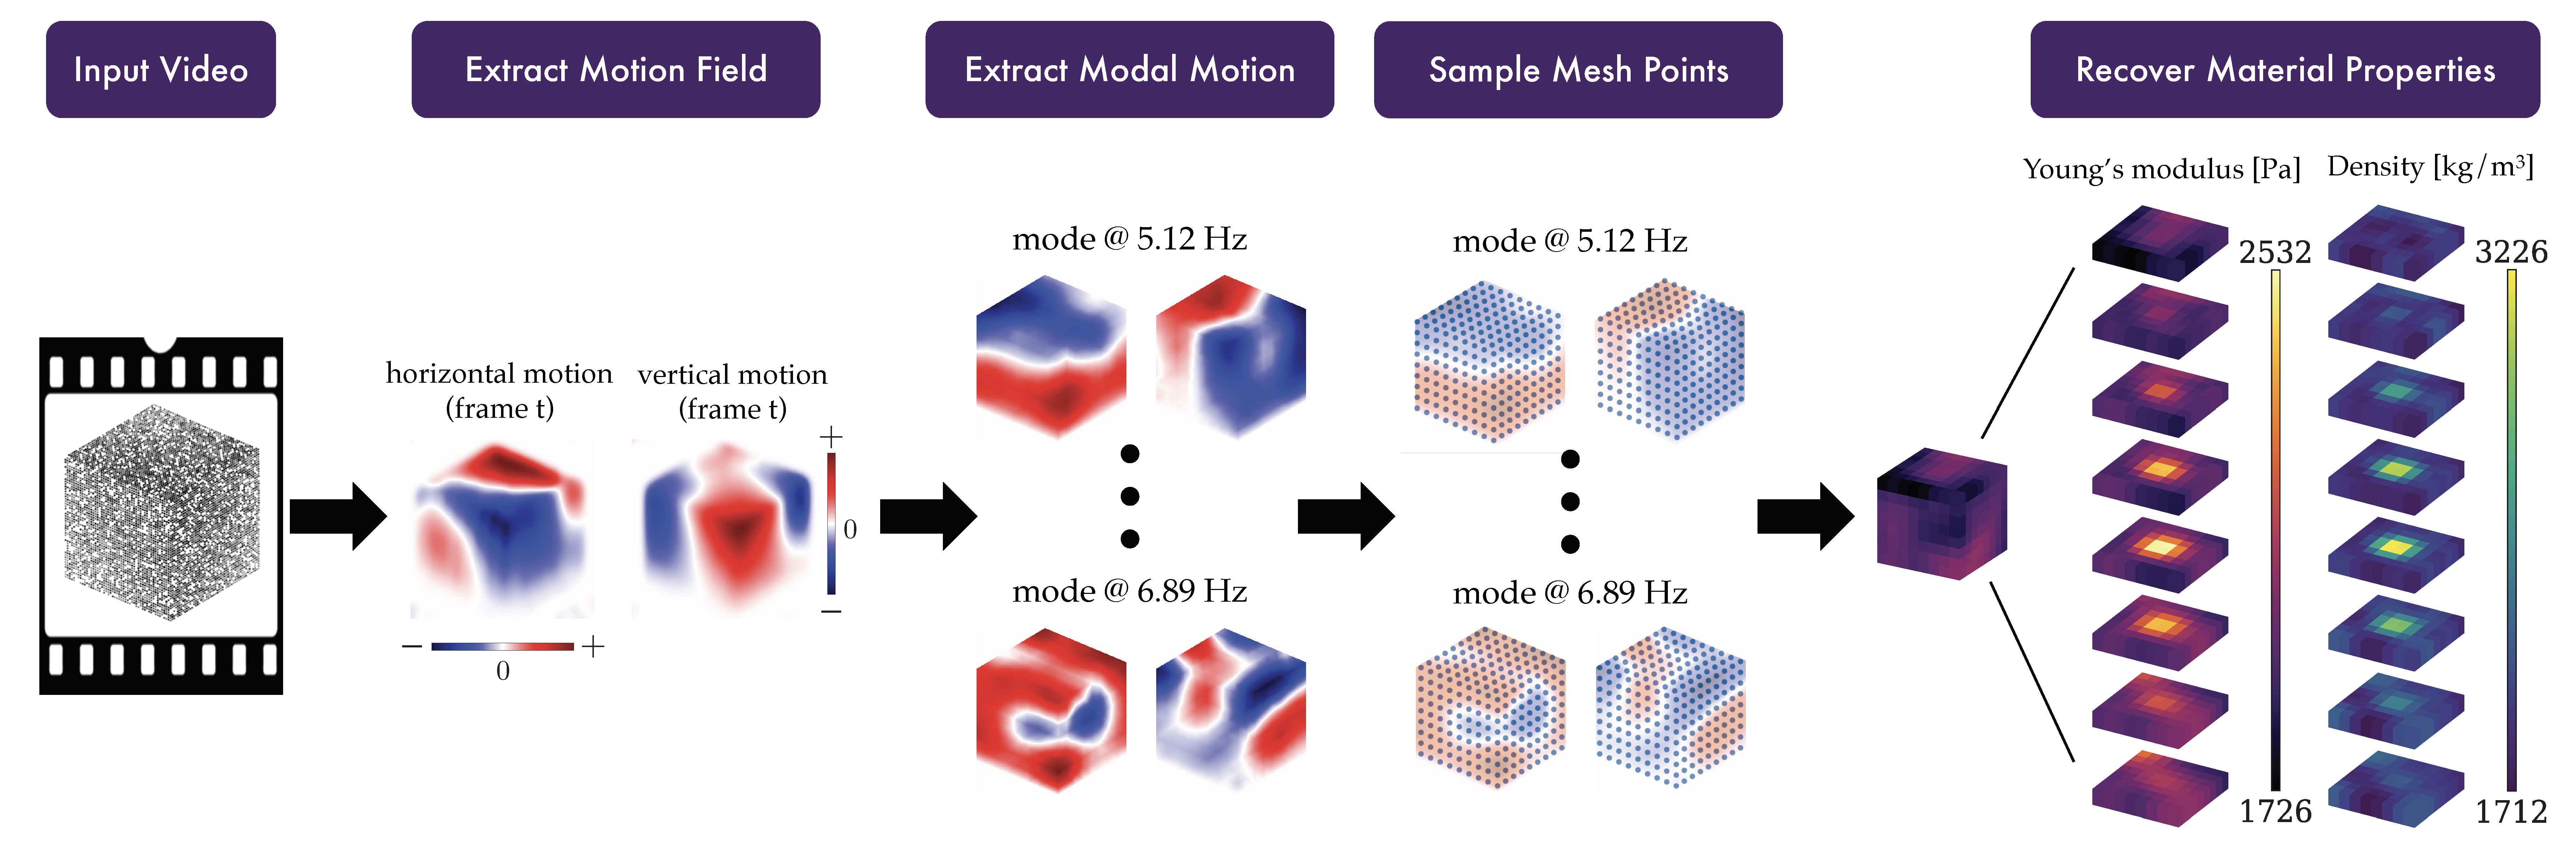 Input Video
Extract Motion Field
Extract Modal Motion
Sample Mesh Points
Recover Material Properties
Young's modulus [Pa]
Density [kg/m³]
horizontal motion
(frame t)
vertical motion
(frame t)
+
0
−
− +
0
mode @ 5.12 Hz
mode @ 6.89 Hz
mode @ 5.12 Hz
mode @ 6.89 Hz
2532
1726
3226
1712